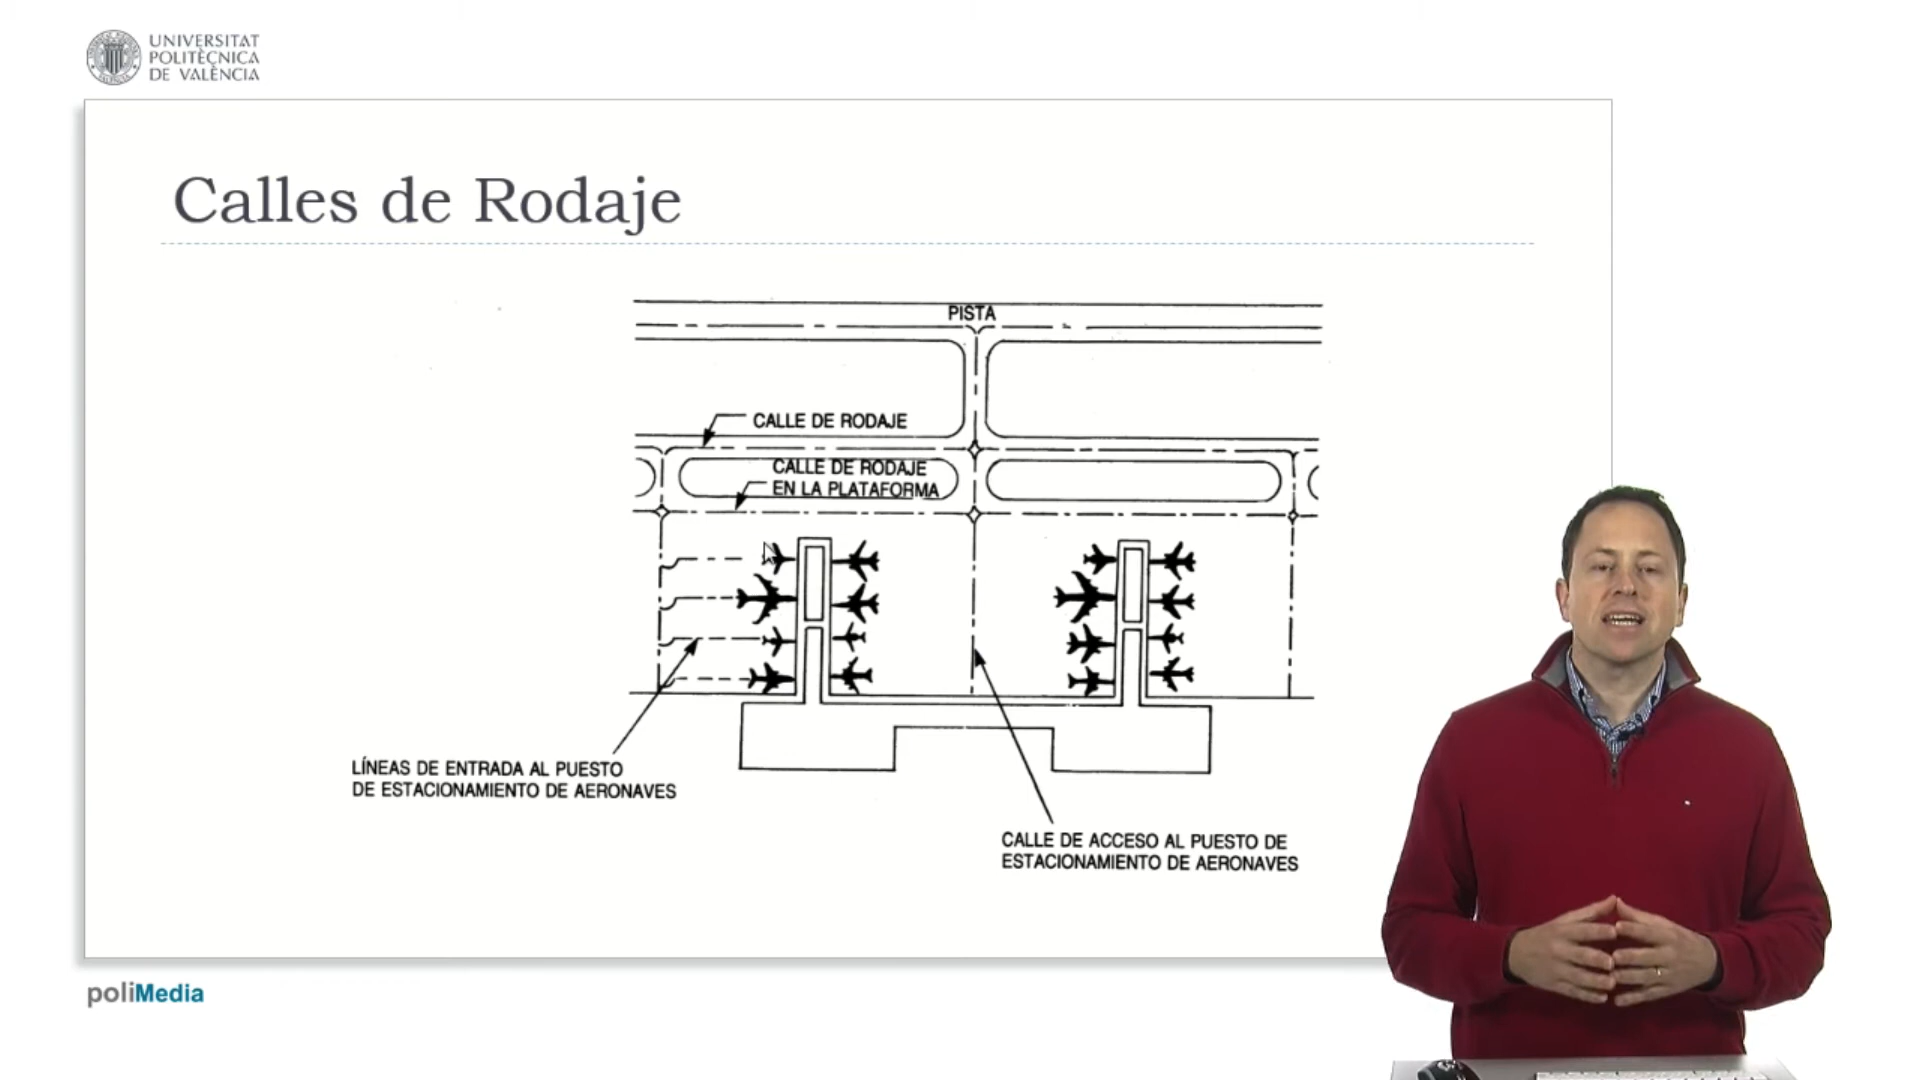 UNIVERSITAT
POLITÈCNICA
DE VALÈNCIA
Calles de Rodaje
PISTA
CALLE DE RODAJE
CALLE DE RODAJE
EN LA PLATAFORMA
LÍNEAS DE ENTRADA AL PUESTO
DE ESTACIONAMIENTO DE AERONAVES
CALLE DE ACCESO AL PUESTO DE
ESTACIONAMIENTO DE AERONAVES
poliMedia